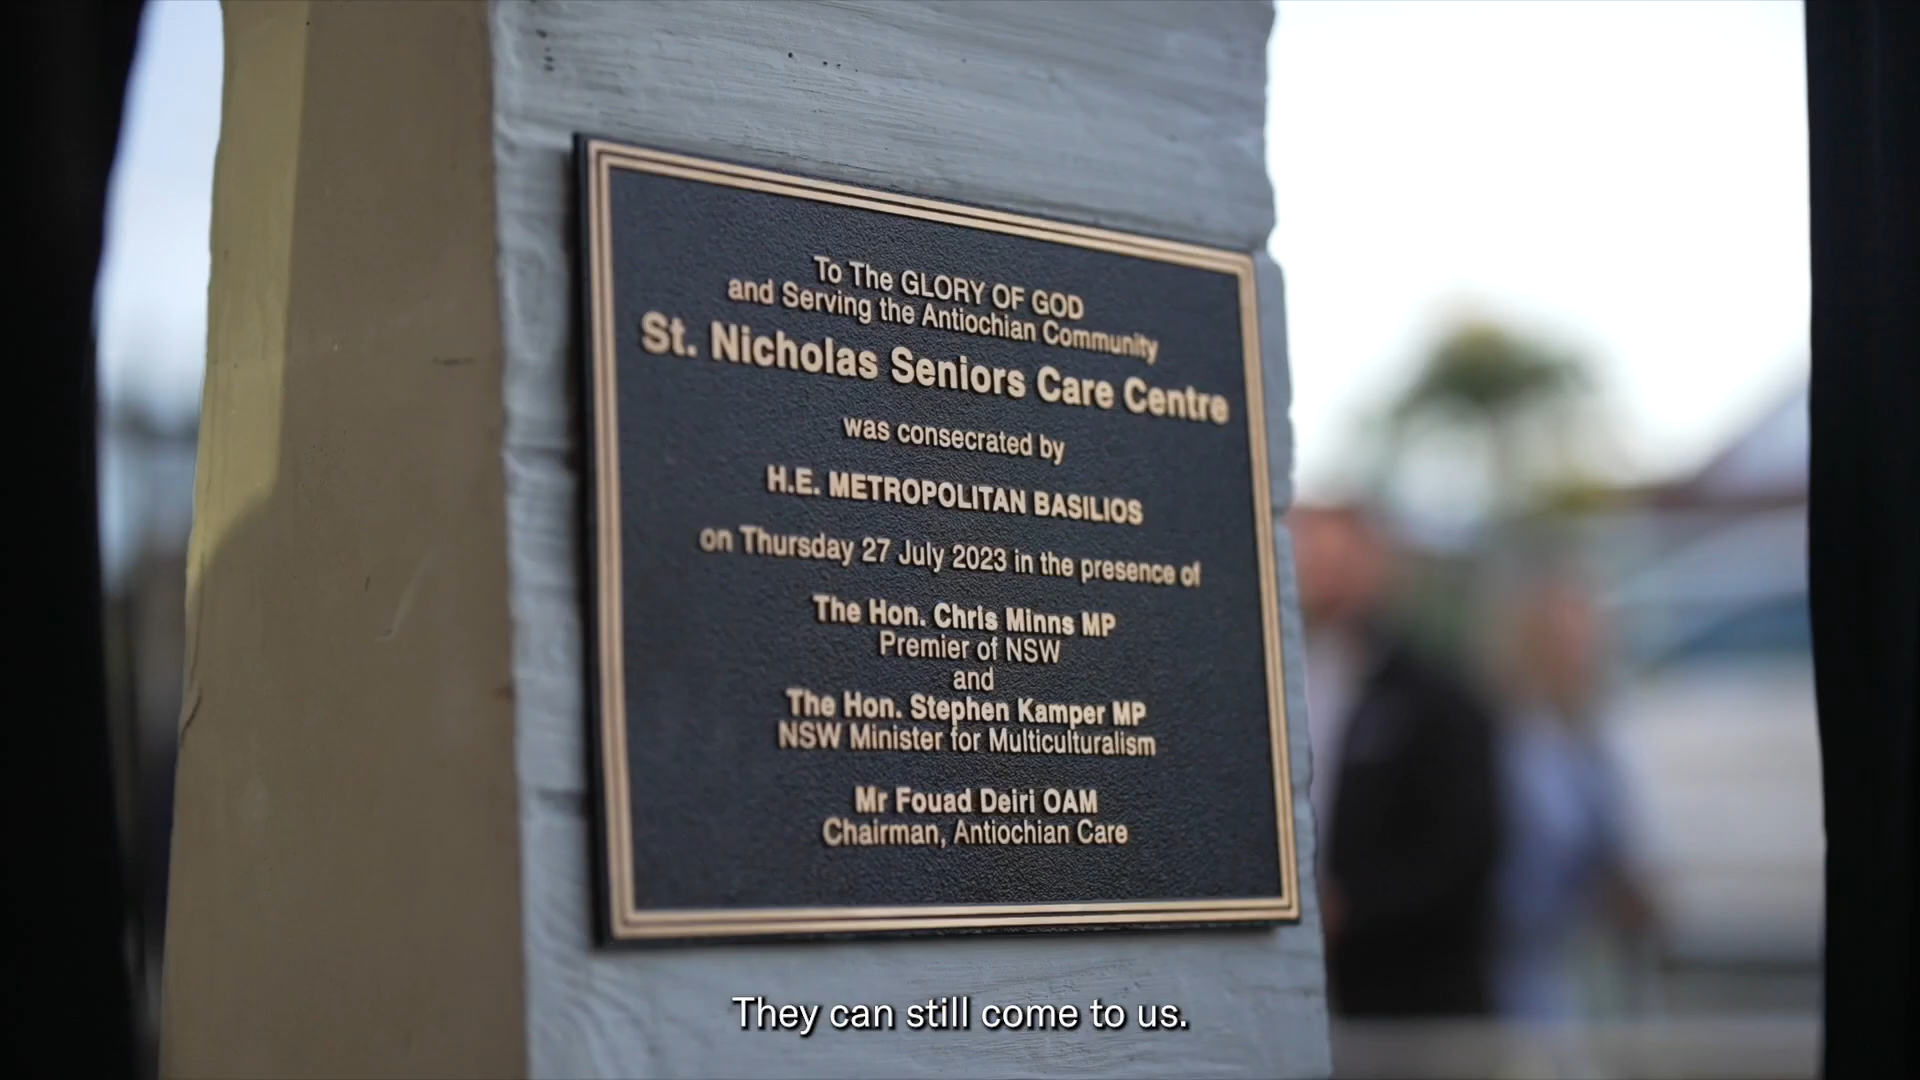 To The GLORY OF GOD
and Serving the Antiochian Community
St. Nicholas Seniors Care Centre
was consecrated by
H.E. METROPOLITAN BASILIOS
on Thursday 27 July 2023 in the presence of
The Hon. Chris Minns MP
Premier of NSW
and
The Hon. Stephen Kamper MP
NSW Minister for Multiculturalism
Mr Fouad Deiri OAM
Chairman, Antiochian Care
They can still come to us.